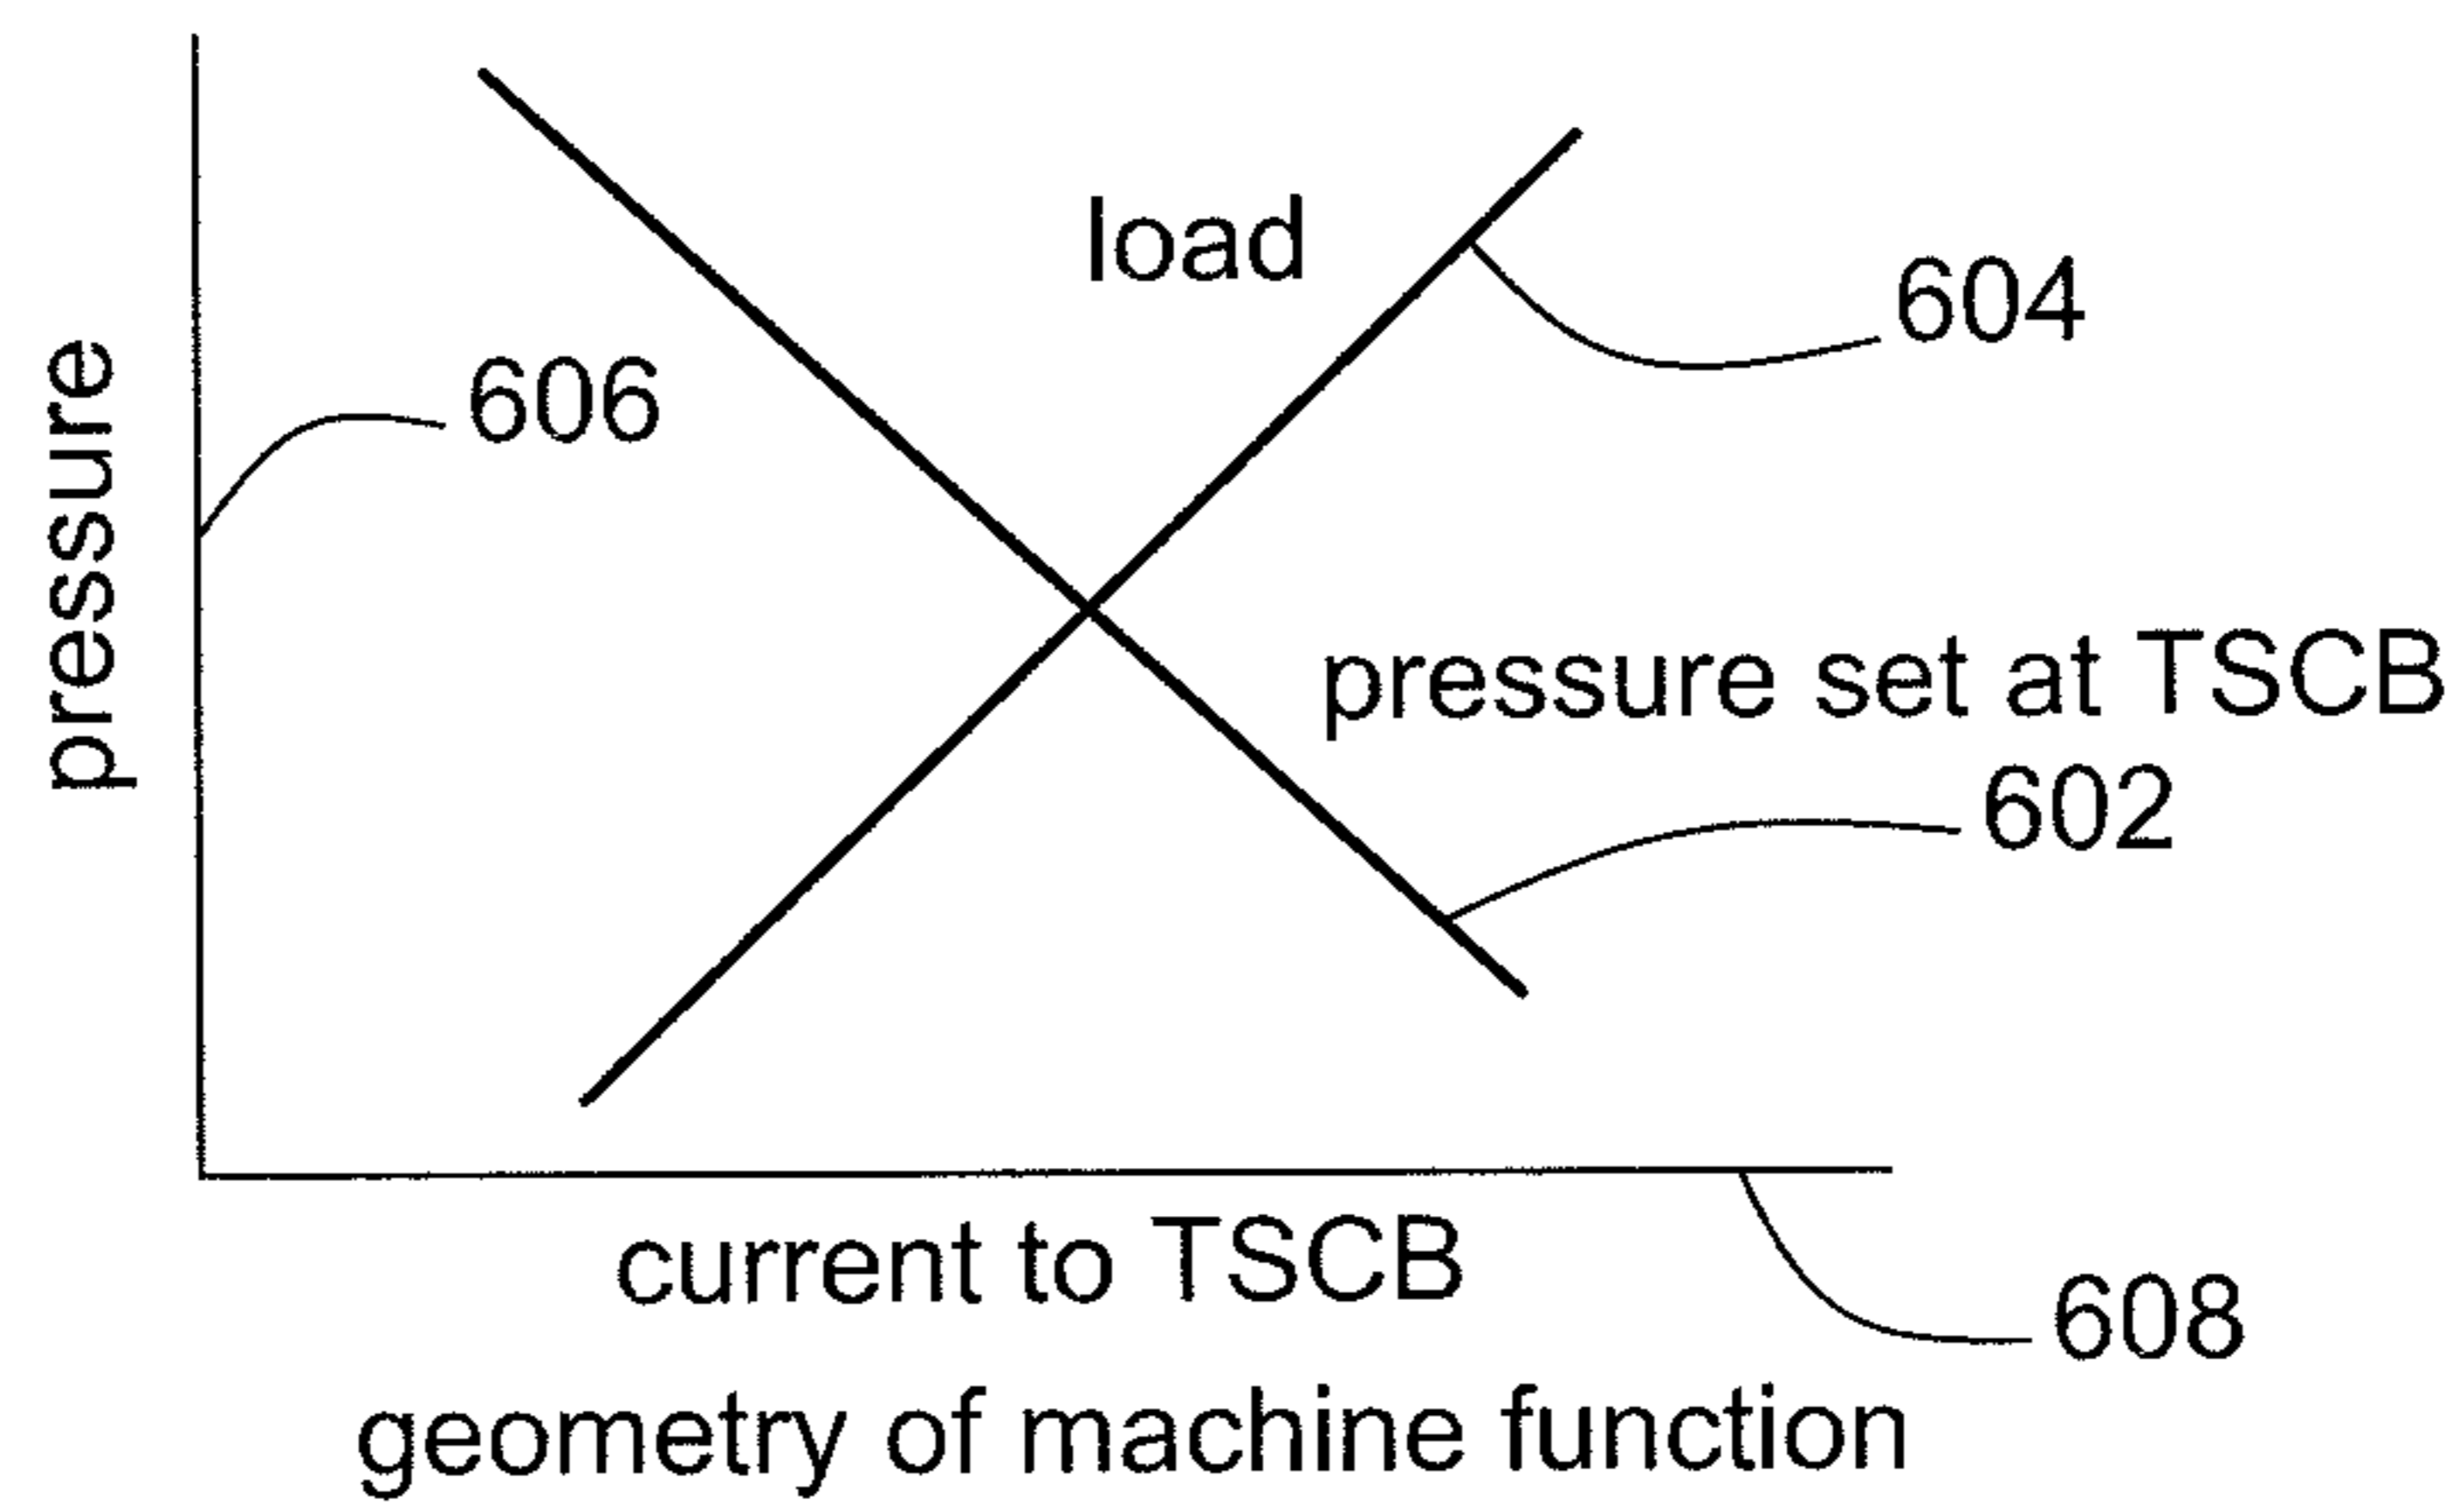 load
604
606
pressure
pressure set at TSCB
602
current to TSCB
608
geometry of machine function